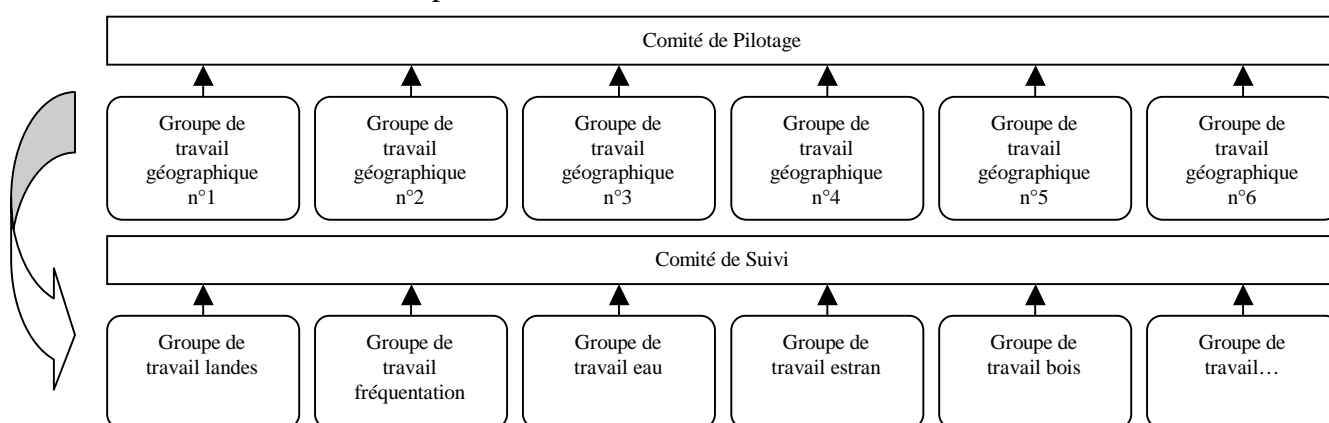 Comité de Pilotage
Groupe de
travail
géographique
n°1
Groupe de
travail
géographique
n°2
Groupe de
travail
géographique
n°3
Groupe de
travail
géographique
n°4
Groupe de
travail
géographique
n°5
Groupe de
travail
géographique
n°6
Comité de Suivi
Groupe de
travail landes
Groupe de
travail
fréquentation
Groupe de
travail eau
Groupe de
travail estran
Groupe de
travail bois
Groupe de
travail…